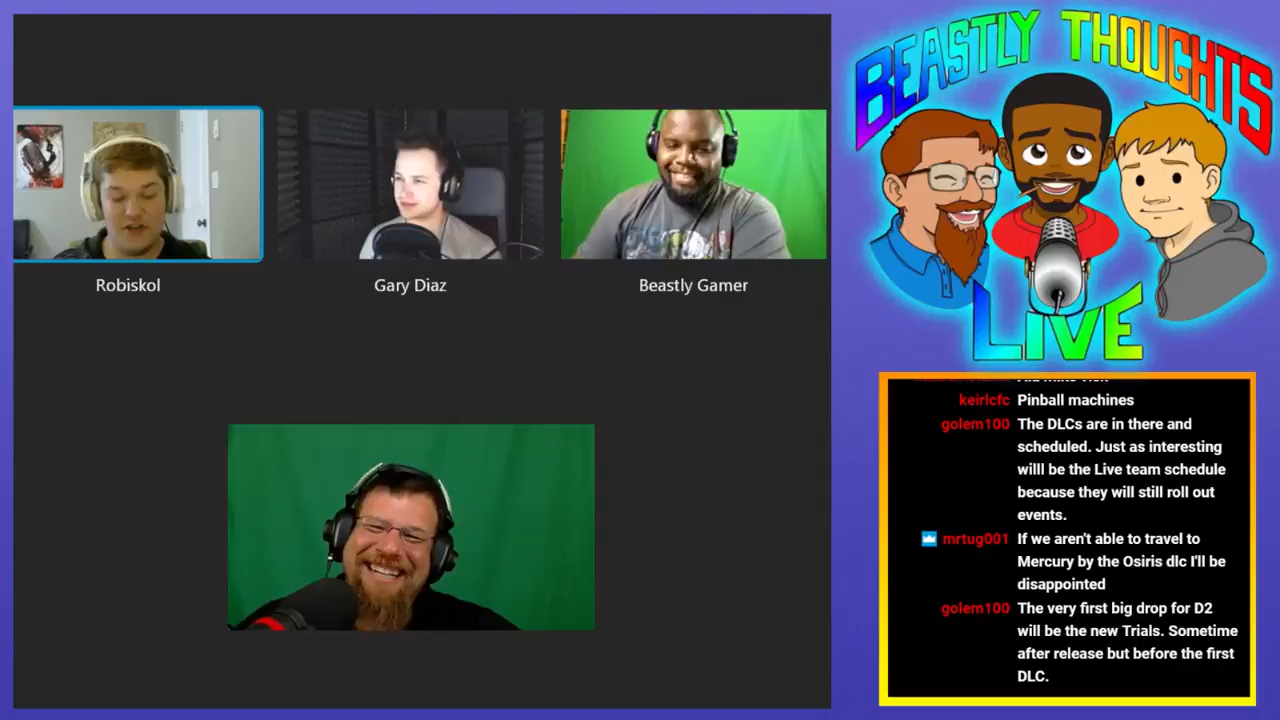 BEASTLY THOUGHTS
LIVE
Robiskol
Gary Diaz
Beastly Gamer
keirlcfc Pinball machines
golem100 The DLCs are in there and
scheduled. Just as interesting
willl be the Live team schedule
because they will still roll out
events.
mrtug001 If we aren't able to travel to
Mercury by the Osiris dlc I'll be
disappointed
golem100 The very first big drop for D2
will be the new Trials. Sometime
after release but before the first
DLC.